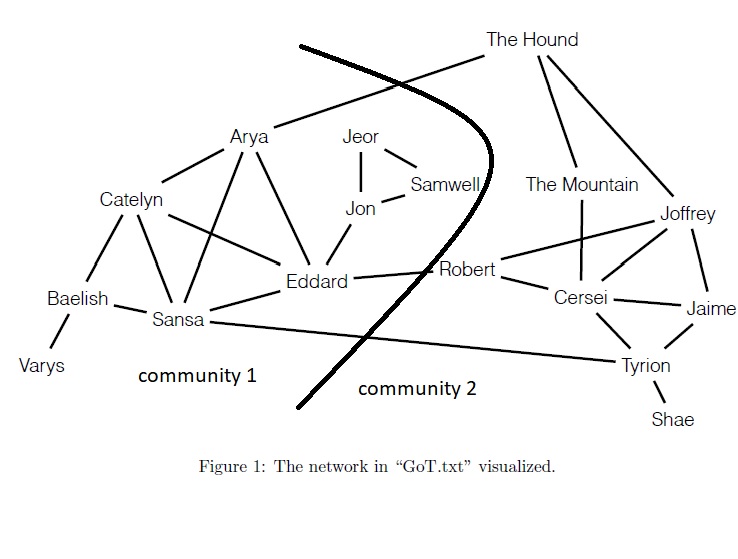 The Hound
Arya
Jeor
Samwell
The Mountain
Catelyn
Jon
Joffrey
Eddard
Robert
Baelish
Cersei
Sansa
Jaime
Varys
community 1
community 2
Tyrion
Shae
Figure 1: The network in “GoT.txt” visualized.